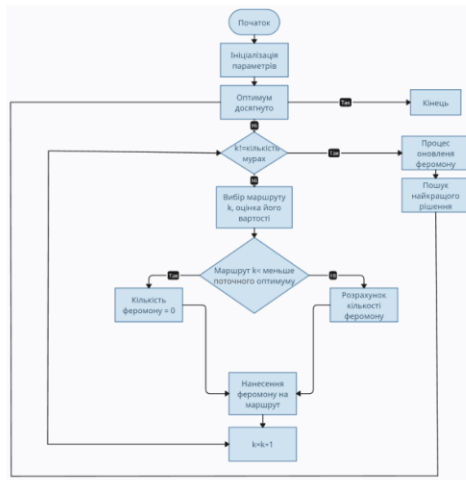 Початок
Ініціалізація
параметрів
Оптимум
досягнуто
Так
Кінець
Ні
k!=кількість
мурах
Так
Процес
оновленя
феромону
Ні
Пошук
найкращого
рішення
Вибір маршруту
k, оцінка його
вартості
Маршрут k< меньше
поточного оптимуму
Так
Ні
Кількість
феромону = 0
Розрахунок
кількості
феромону
Нанесення
феромону на
маршрут
k=k+1